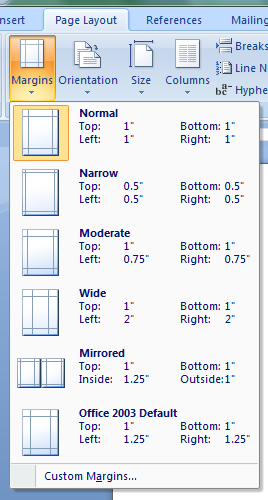 nsert Page Layout References Mailing
Margins Orientation Size Columns
Breaks
Line N
Hyphe
Normal
Top: 1" Bottom: 1"
Left: 1" Right: 1"
Narrow
Top: 0.5" Bottom: 0.5"
Left: 0.5" Right: 0.5"
Moderate
Top: 1" Bottom: 1"
Left: 0.75" Right: 0.75"
Wide
Top: 1" Bottom: 1"
Left: 2" Right: 2"
Mirrored
Top: 1" Bottom: 1"
Inside: 1.25" Outside:1"
Office 2003 Default
Top: 1" Bottom: 1"
Left: 1.25" Right: 1.25"
Custom Margins...